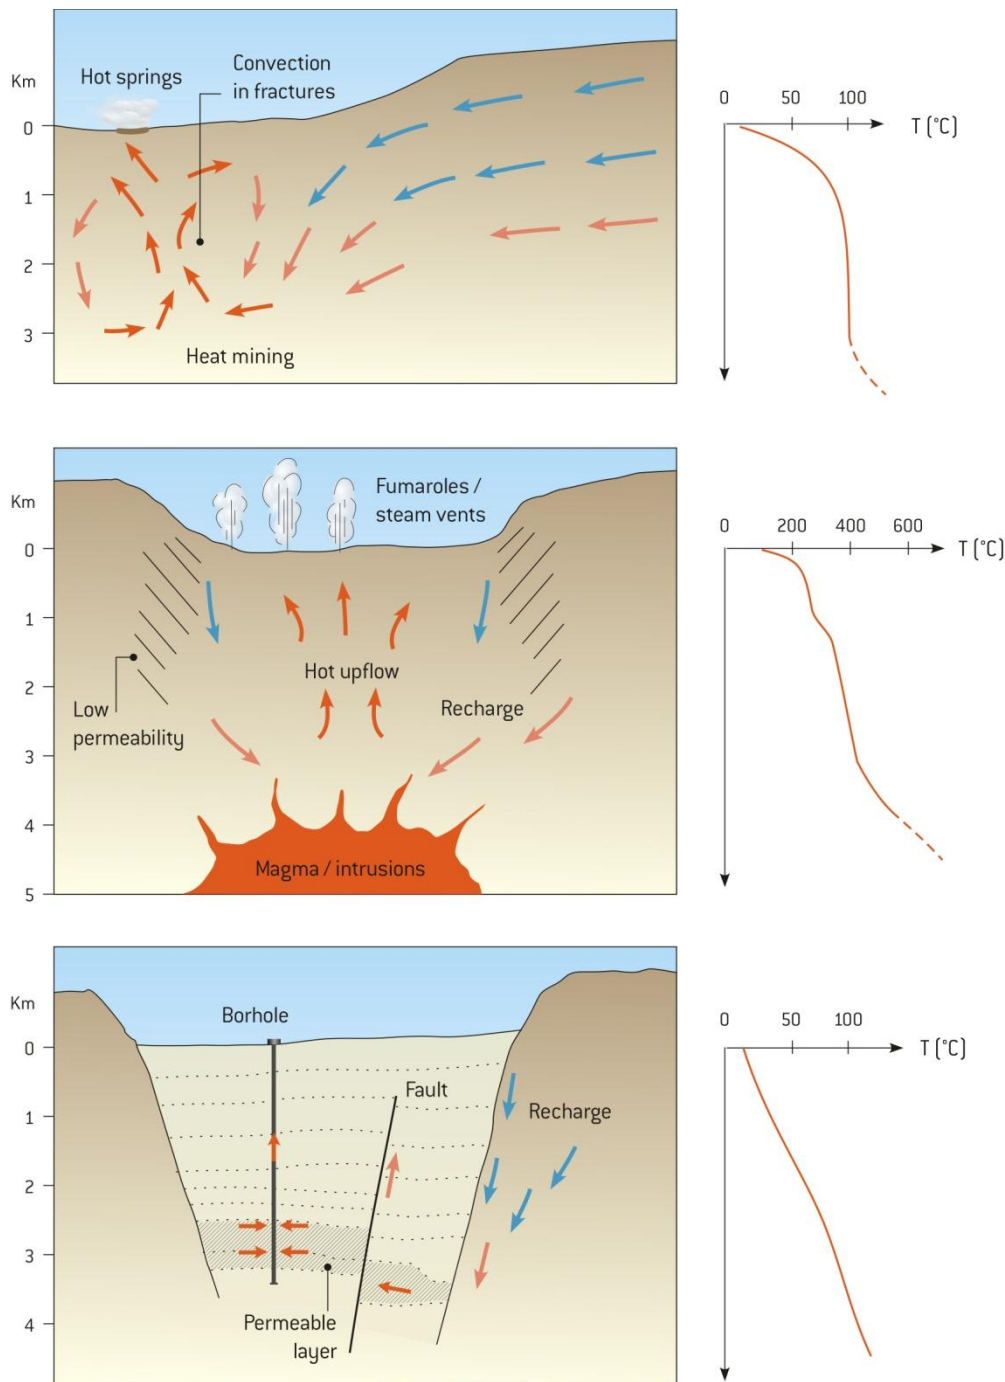 Km
Hot springs
Convection
in fractures
0
1
2
3
Heat mining
0 50 100
T (°C)
Km
Fumaroles /
steam vents
0
1
2
3
4
5
Hot upflow
Low
permeability
Recharge
Magma / intrusions
0 200 400 600
T (°C)
Km
Borhole
0
1
2
3
4
Fault
Recharge
Permeable
layer
0 50 100
T (°C)